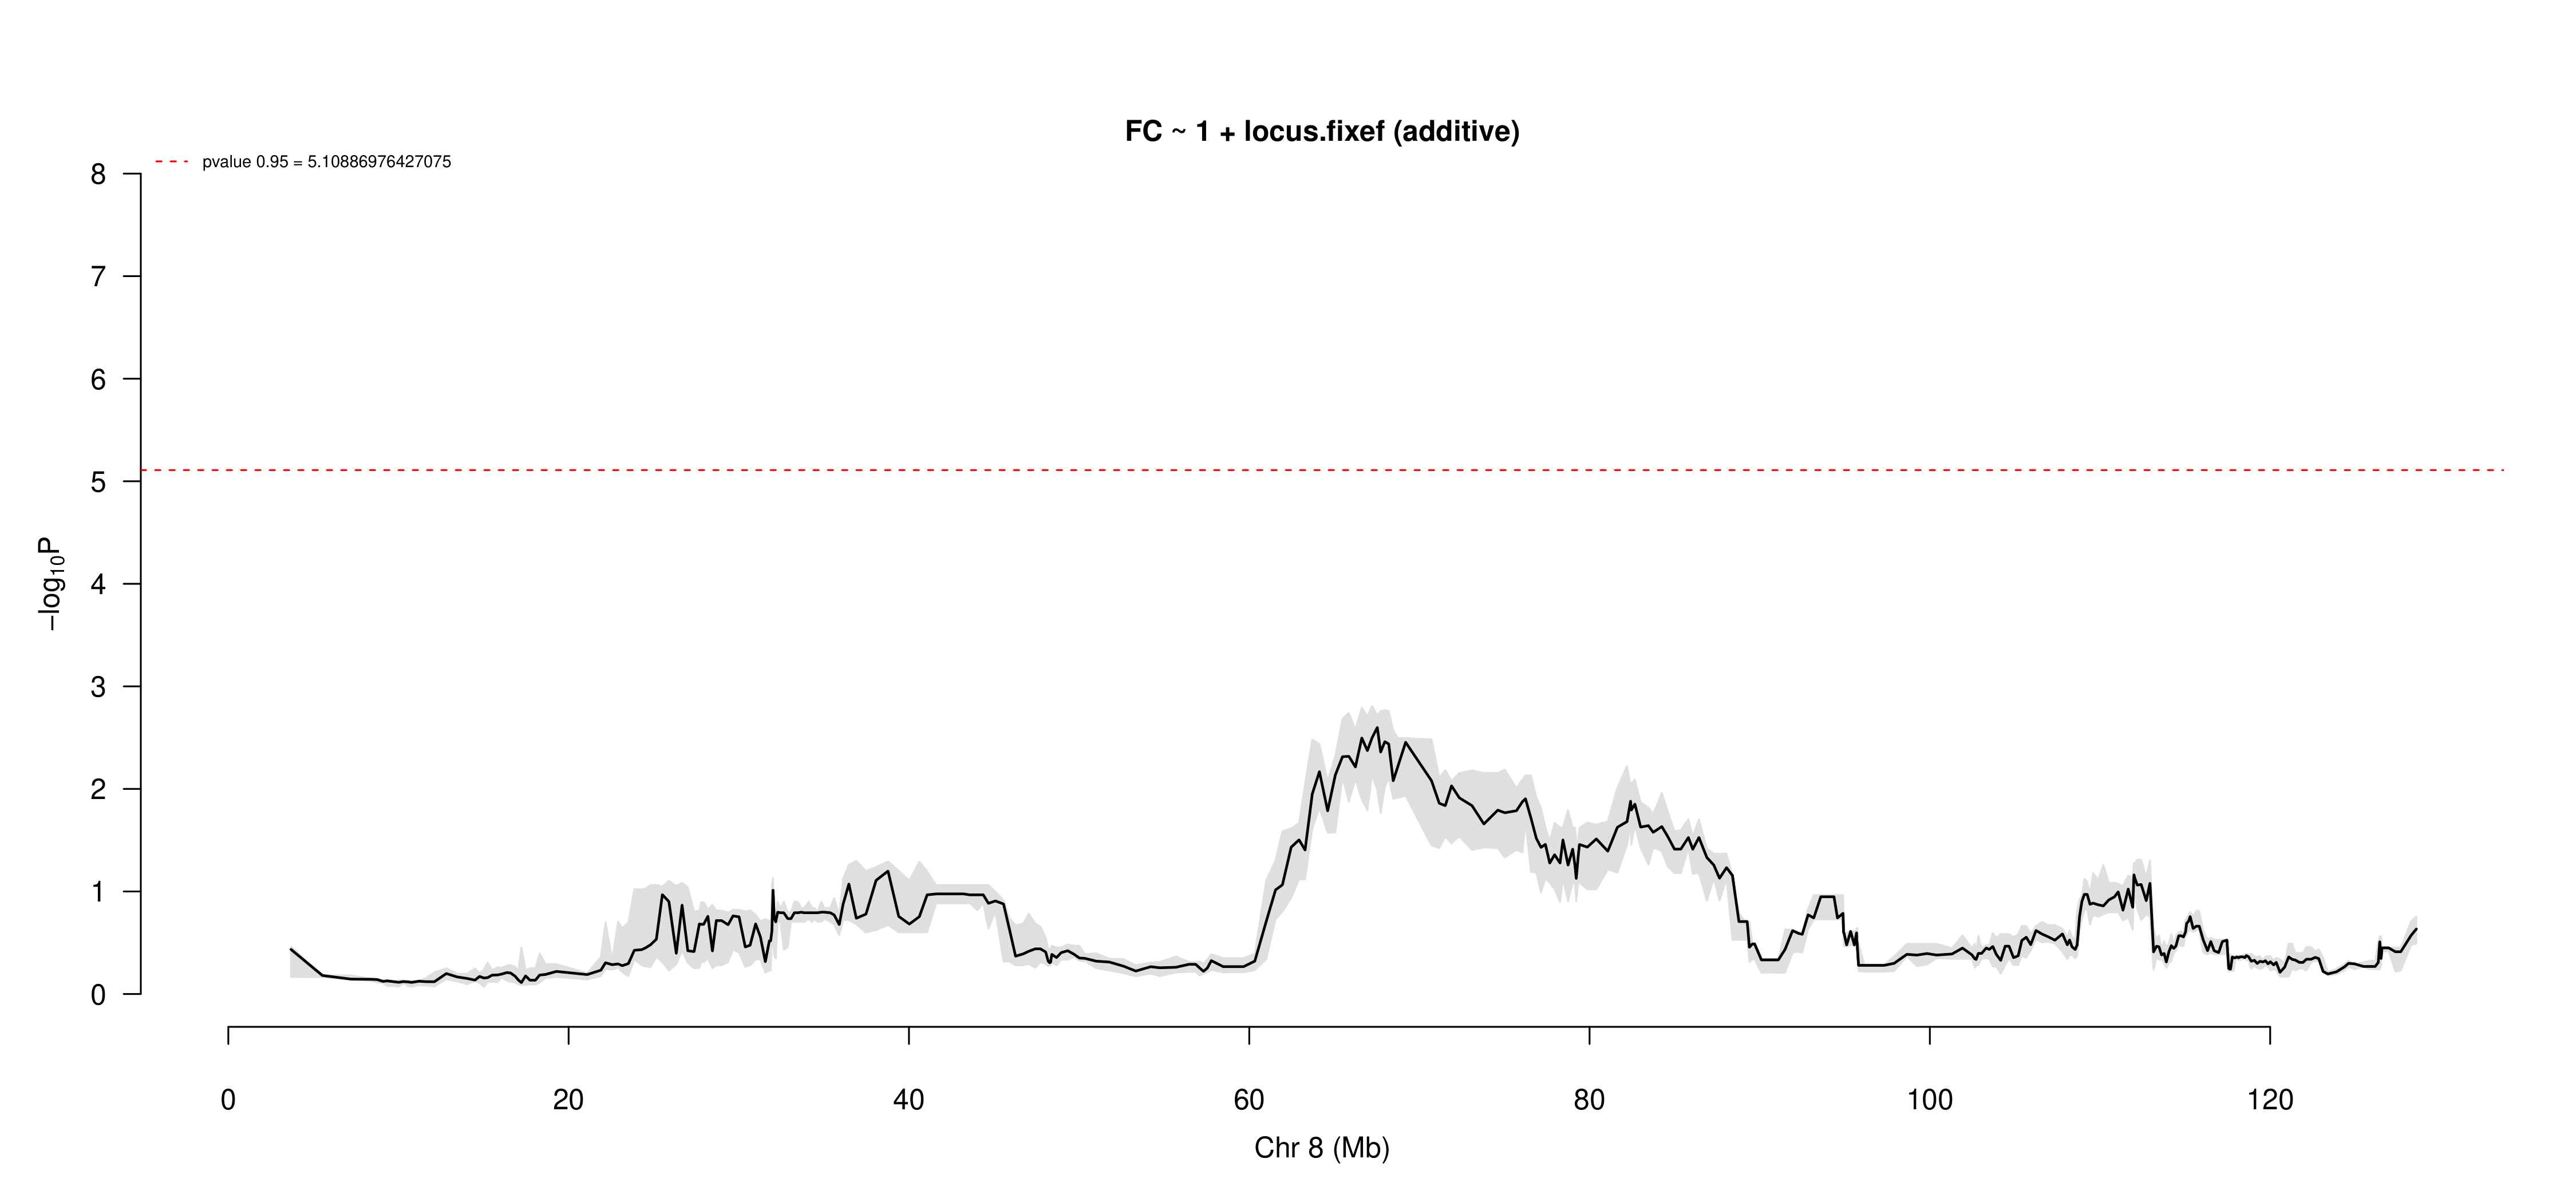 FC ~ 1 + locus.fixef (additive)
pvalue 0.95 = 5.10886976427075
8
7
6
5
4
3
2
1
0
−log10P
0 20 40 60 80 100 120
Chr 8 (Mb)